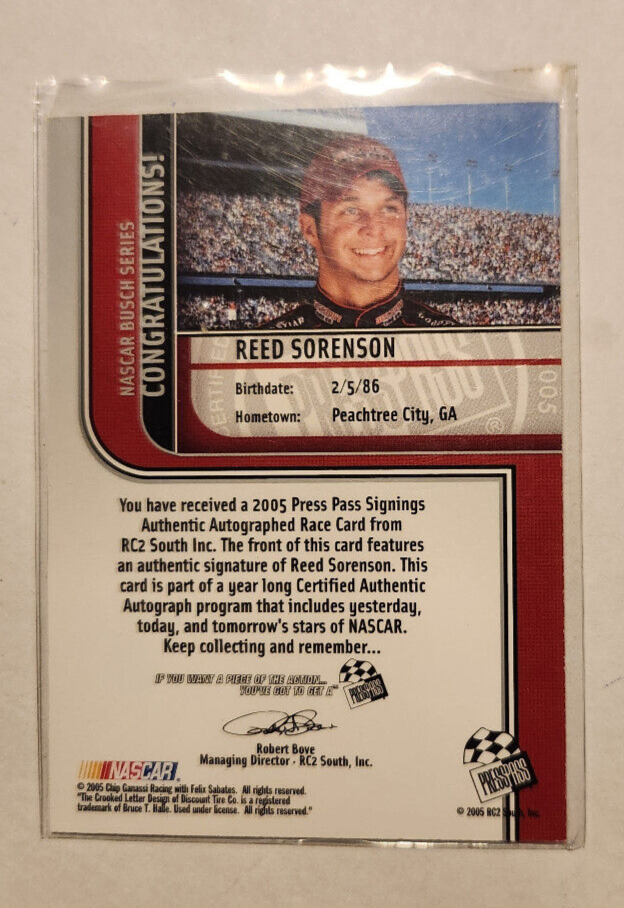 NASCAR BUSCH SERIES
CONGRATULATIONS!
REED SORENSON
Birthdate: 2/5/86
Hometown: Peachtree City, GA
005
®
You have received a 2005 Press Pass Signings
Authentic Autographed Race Card from
RC2 South Inc. The front of this card features
an authentic signature of Reed Sorenson. This
card is part of a year long Certified Authentic
Autograph program that includes yesterday,
today, and tomorrow's stars of NASCAR.
Keep collecting and remember...
IF YOU WANT A PIECE OF THE ACTION...
YOU'VE GOT TO GET A™
PRESS PASS
Robert Bove
Managing Director - RC2 South, Inc.
NASCAR
PRESS PASS
© 2005 Chip Ganassi Racing with Felix Sabates. All rights reserved.
"The Crooked Letter Design of Discount Tire Co. is a registered
trademark of Bruce T. Halle. Used under license. All rights reserved."
© 2005 RC2 South, Inc.